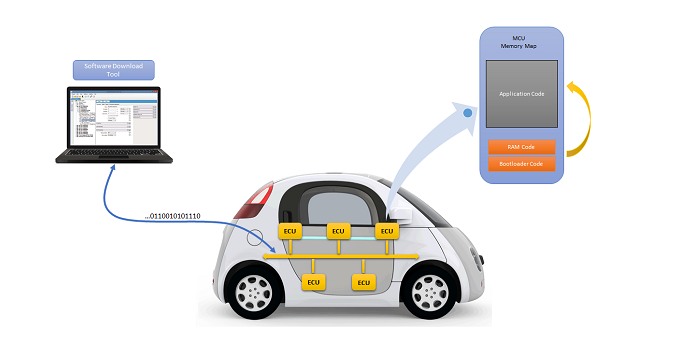 Software Download
Tool
MCU
Memory Map
Application Code
RAM Code
Bootloader Code
...0110010101110
ECU
ECU
ECU
ECU
ECU